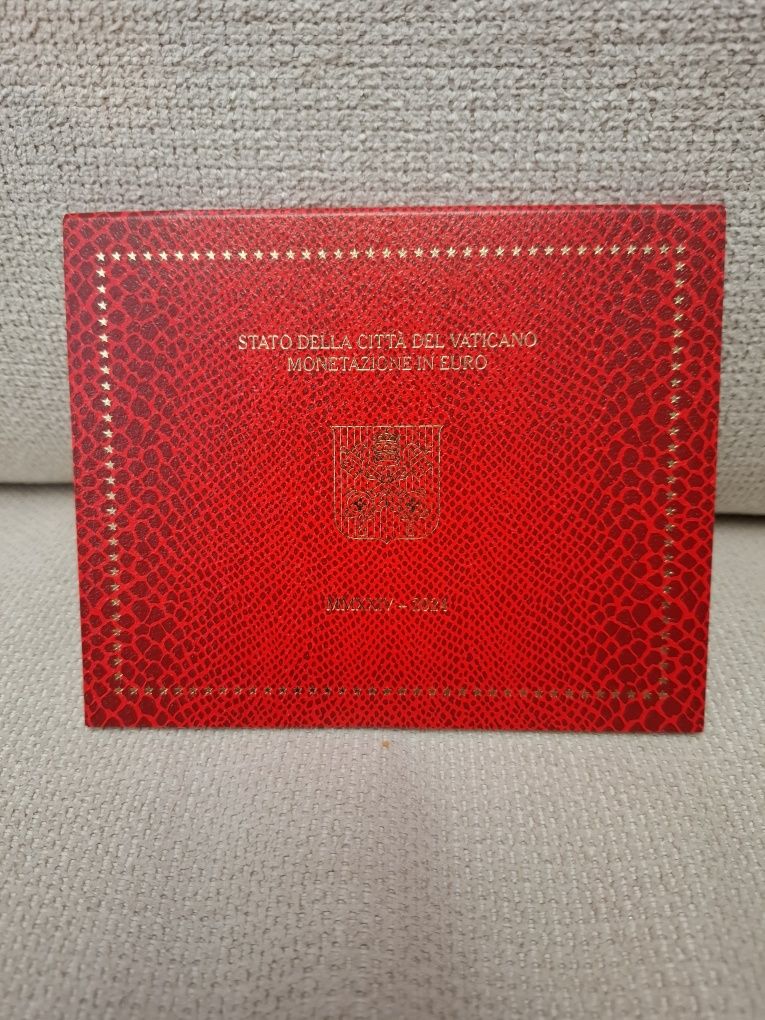 STATO DELLA CITTÀ DEL VATICANO
MONETAZIONE IN EURO
MMXXIV - 2024